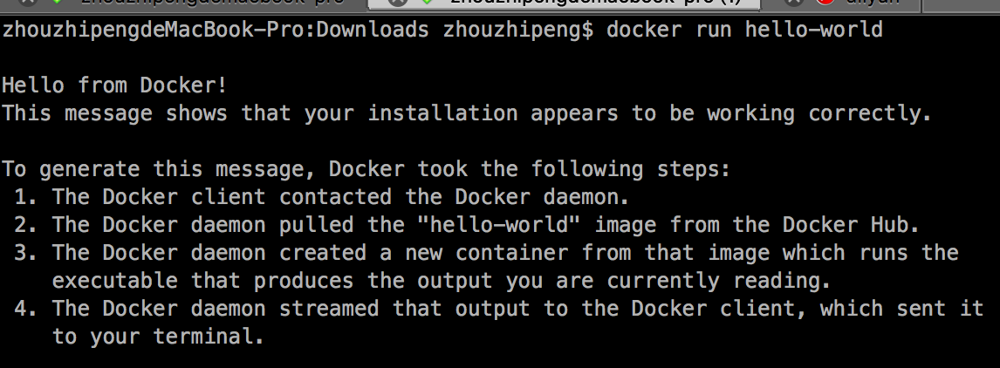 zhouzhipengdeMacBook-Pro:Downloads zhouzhipeng$ docker run hello-world
Hello from Docker!
This message shows that your installation appears to be working correctly.
To generate this message, Docker took the following steps:
1. The Docker client contacted the Docker daemon.
2. The Docker daemon pulled the "hello-world" image from the Docker Hub.
3. The Docker daemon created a new container from that image which runs the
executable that produces the output you are currently reading.
4. The Docker daemon streamed that output to the Docker client, which sent it
to your terminal.